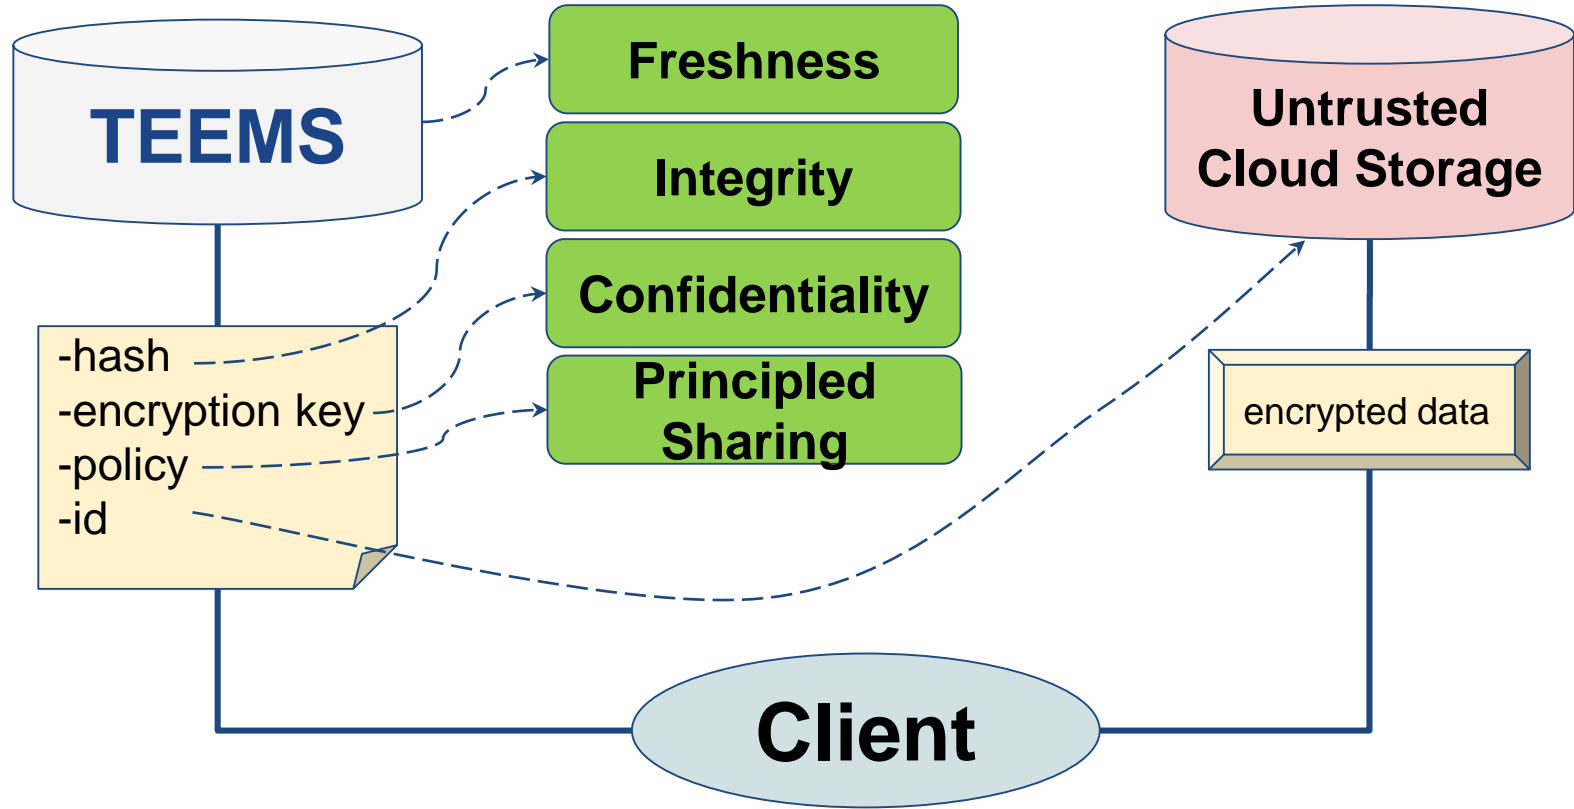 TEEMS
Freshness
Integrity
Confidentiality
Principled
Sharing
Untrusted
Cloud Storage
-hash
-encryption key
-policy
-id
encrypted data
Client